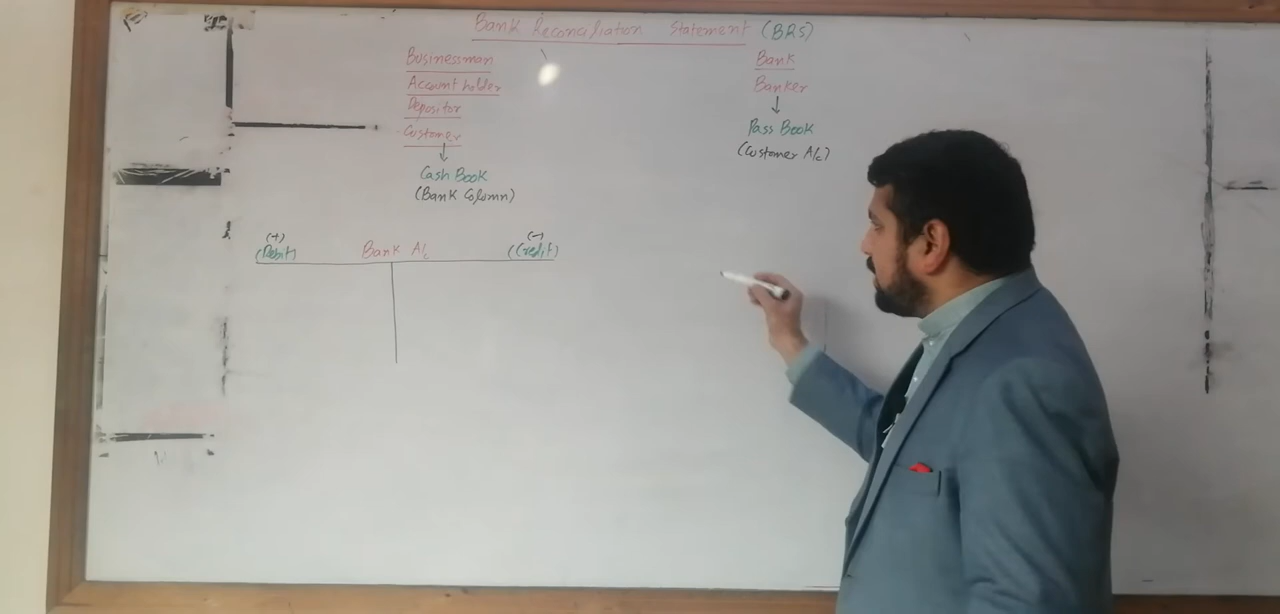 Bank Reconciliation Statement (BRS)
Businessman
Account holder
Depositor
Customer
Cash Book
(Bank Column)
Bank
Banker
Pass Book
(Customer A/c)
(+)
(Debit)
Bank A/c
(-)
(Credit)